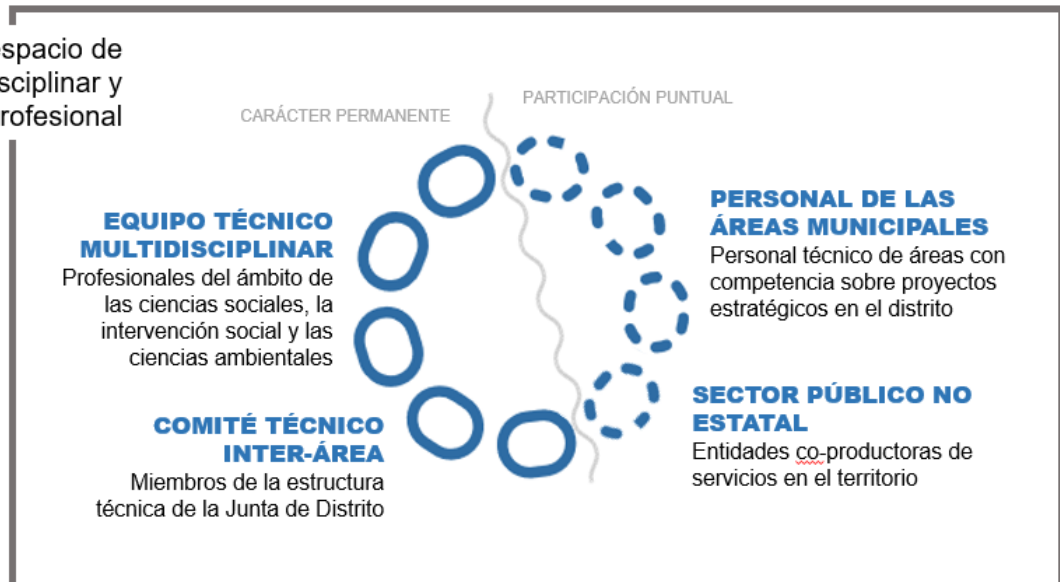 espacio de
sciplinar y
rofesional
CARÁCTER PERMANENTE
PARTICIPACIÓN PUNTUAL
EQUIPO TÉCNICO
MULTIDISCIPLINAR
Profesionales del ámbito de
las ciencias sociales, la
intervención social y las
ciencias ambientales
COMITÉ TÉCNICO
INTER-ÁREA
Miembros de la estructura
técnica de la Junta de Distrito
PERSONAL DE LAS
ÁREAS MUNICIPALES
Personal técnico de áreas con
competencia sobre proyectos
estratégicos en el distrito
SECTOR PÚBLICO NO
ESTATAL
Entidades co-productoras de
servicios en el territorio